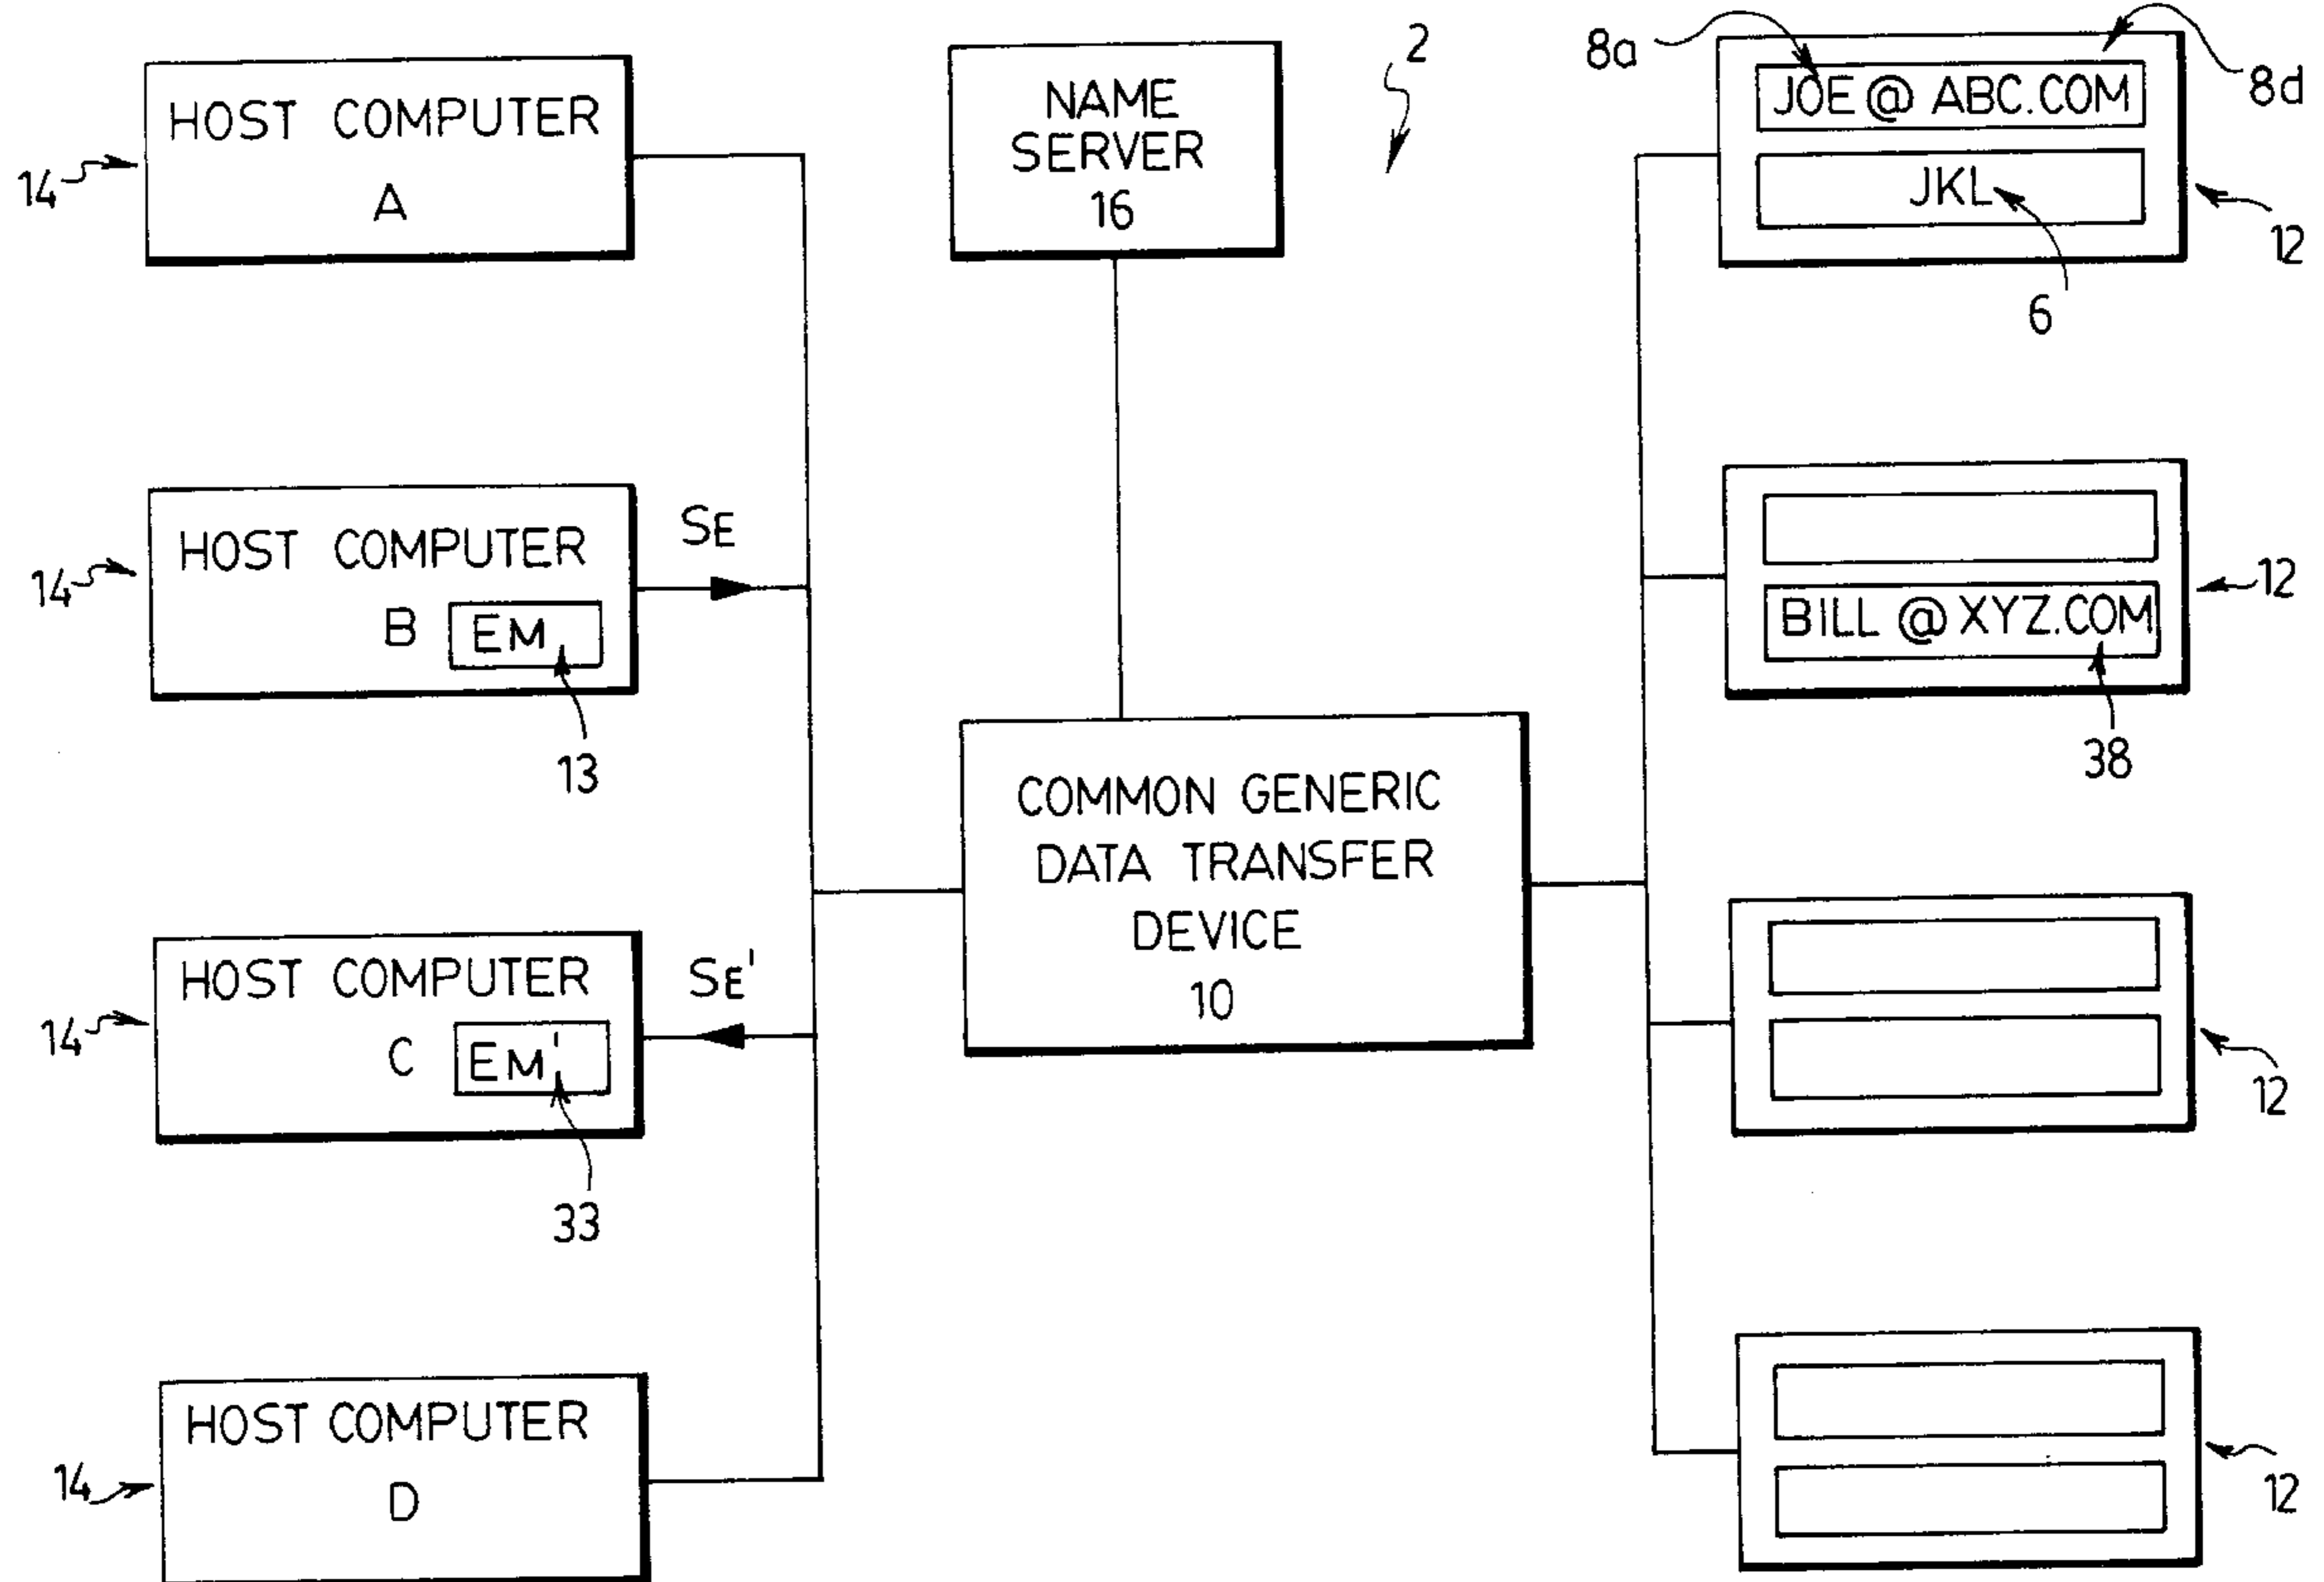 HOST COMPUTER
A
14
NAME
SERVER
16
2
8a
8d
JOE @ ABC.COM
JKL
12
6
HOST COMPUTER
B
EM
14
13
SE
BILL @ XYZ.COM
12
38
COMMON GENERIC
DATA TRANSFER
DEVICE
10
HOST COMPUTER
C
EM'
14
33
SE'
12
HOST COMPUTER
D
14
12